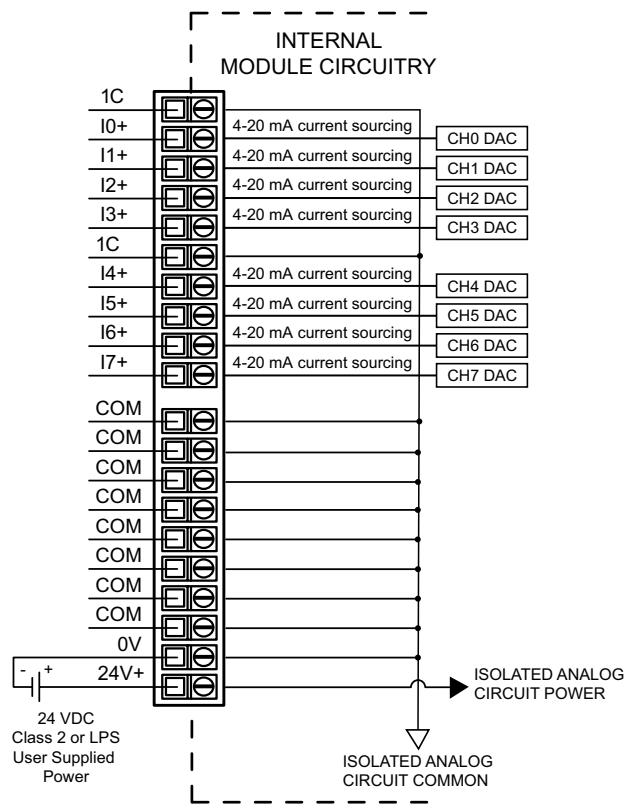 INTERNAL
MODULE CIRCUITRY
1C
I0+
4-20 mA current sourcing
CH0 DAC
I1+
4-20 mA current sourcing
CH1 DAC
I2+
4-20 mA current sourcing
CH2 DAC
I3+
4-20 mA current sourcing
CH3 DAC
1C
I4+
4-20 mA current sourcing
CH4 DAC
I5+
4-20 mA current sourcing
CH5 DAC
I6+
4-20 mA current sourcing
CH6 DAC
I7+
4-20 mA current sourcing
CH7 DAC
COM
COM
COM
COM
COM
COM
COM
COM
0V
- +
24V+
ISOLATED ANALOG
CIRCUIT POWER
24 VDC
Class 2 or LPS
User Supplied
Power
ISOLATED ANALOG
CIRCUIT COMMON